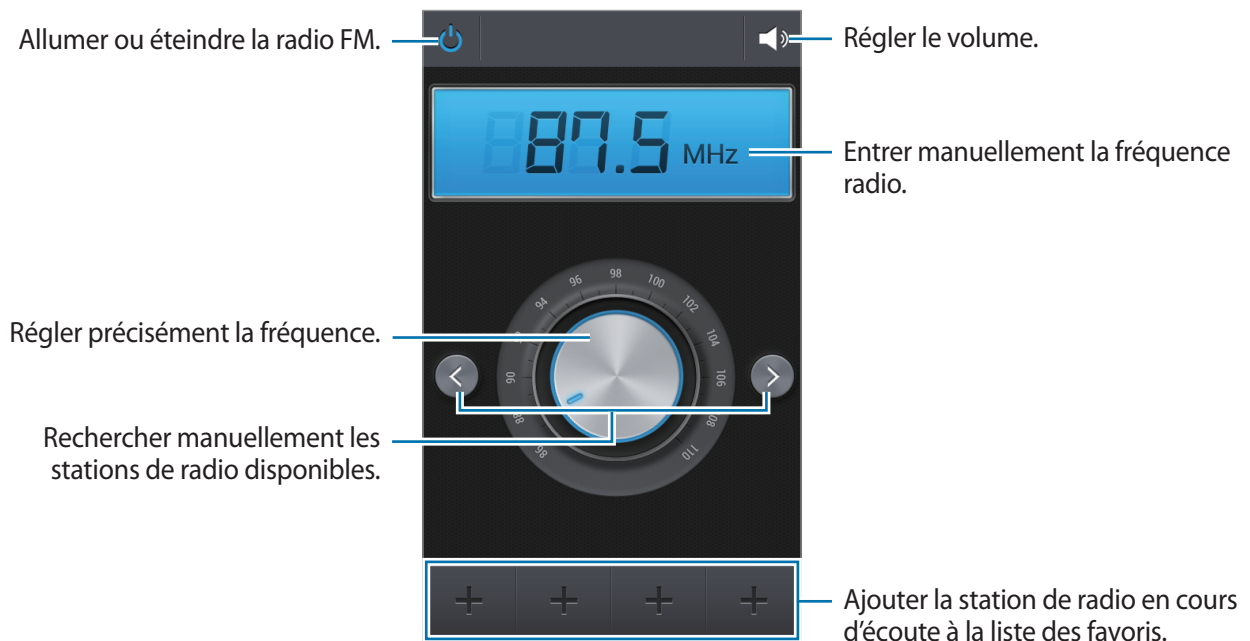 Allumer ou éteindre la radio FM.
Régler le volume.
87.5 MHz
Entrer manuellement la fréquence
radio.
Régler précisément la fréquence.
86
88
90
94
96
98
100
102
104
106
108
110
Rechercher manuellement les
stations de radio disponibles.
Ajouter la station de radio en cours
d'écoute à la liste des favoris.